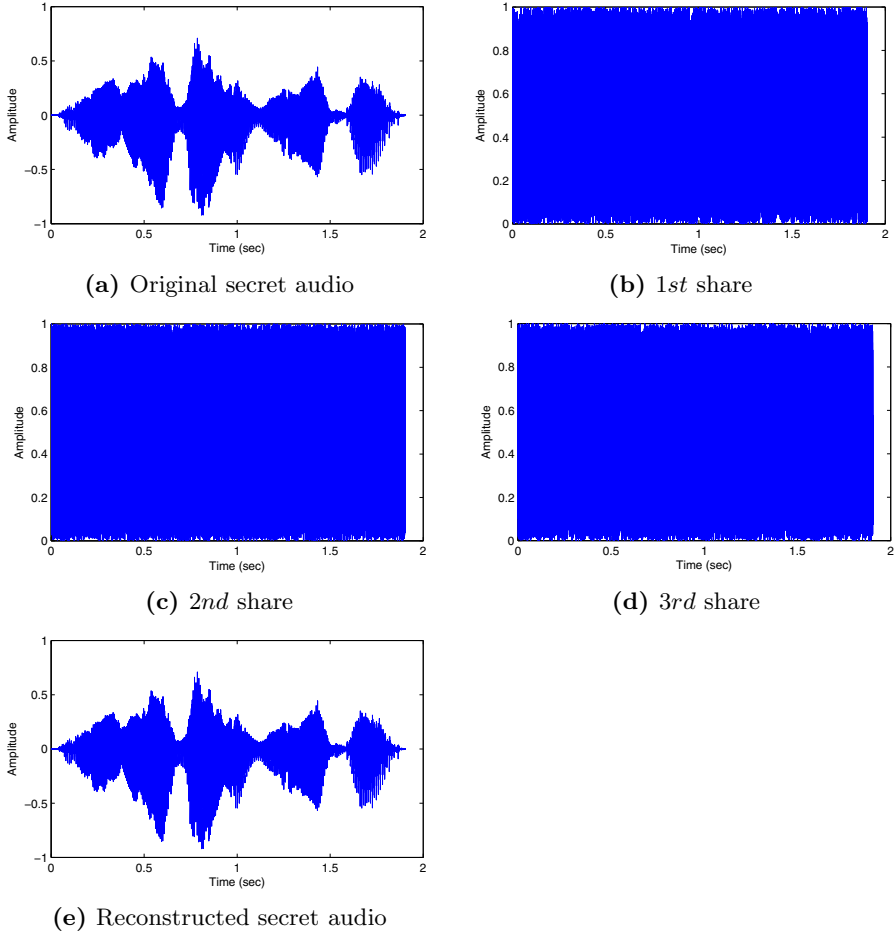 1
0.5
0
−0.5
−1
Amplitude
0 0.5 1 1.5 2
Time (sec)
(a) Original secret audio
1
0.8
0.6
0.4
0.2
0
Amplitude
0 0.5 1 1.5 2
Time (sec)
(b) 1st share
1
0.8
0.6
0.4
0.2
0
Amplitude
0 0.5 1 1.5 2
Time (sec)
(c) 2nd share
1
0.8
0.6
0.4
0.2
0
Amplitude
0 0.5 1 1.5 2
Time (sec)
(d) 3rd share
1
0.5
0
−0.5
−1
Amplitude
0 0.5 1 1.5 2
Time (sec)
(e) Reconstructed secret audio